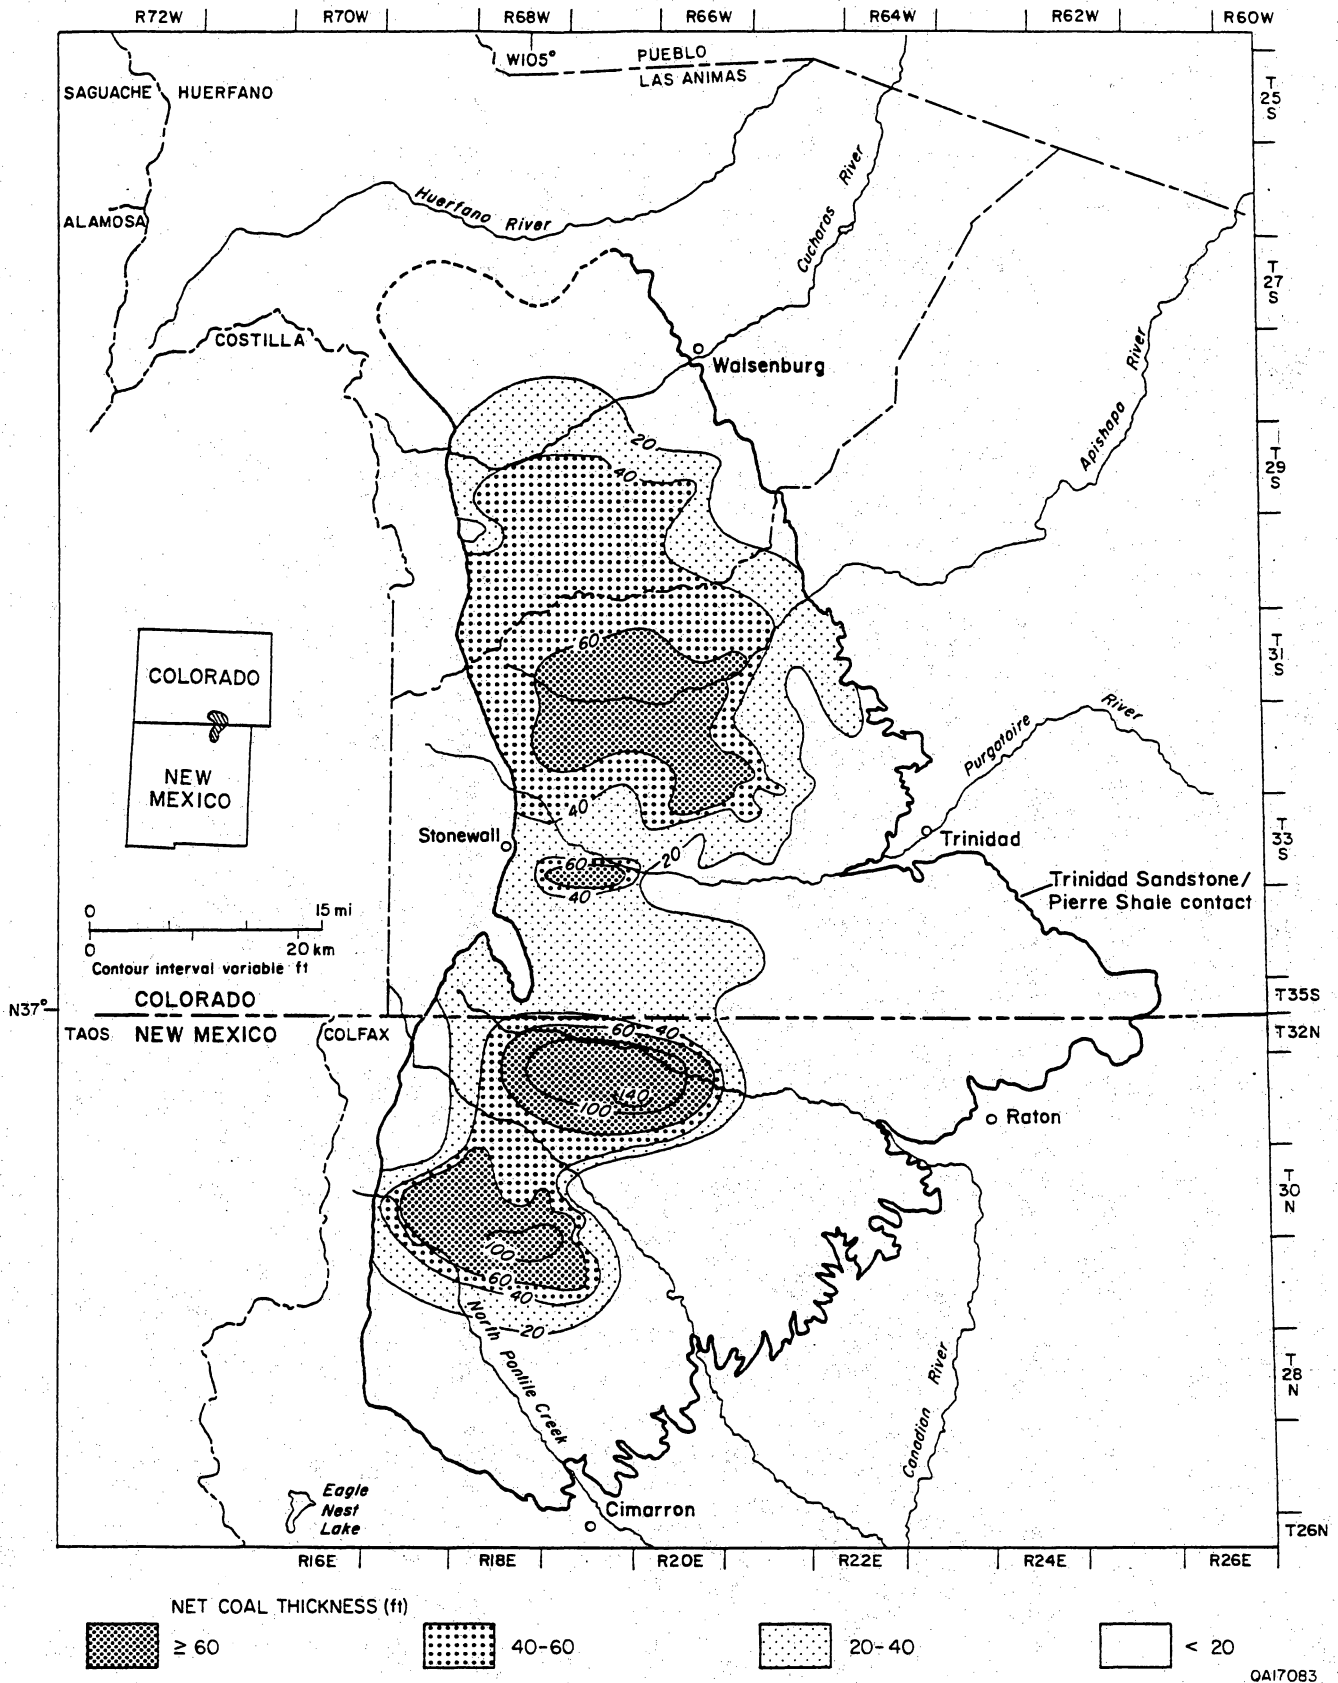 R72W R70W R68W R66W R64W R62W R60W
W105°
PUEBLO
LAS ANIMAS
SAGUACHE HUERFANO
T
25
S
ALAMOSA
Huerfano River
Cucharas River
T
27
S
COSTILLA
Walsenburg
Apishapa River
20
40
T
29
S
60
T
31
S
COLORADO
NEW
MEXICO
Purgatoire River
40
Stonewall
Trinidad
T
33
S
20
60
40
Trinidad Sandstone/
Pierre Shale contact
0 15 mi
0 20 km
Contour interval variable ft
COLORADO
T35S
N37°
TAOS NEW MEXICO COLFAX
T32N
60 40
140
100
Raton
T
30
N
100
60
40
20
North Pontile Creek
Canadian River
T
28
N
Eagle
Nest
Lake
Cimarron
T26N
R16E R18E R20E R22E R24E R26E
NET COAL THICKNESS (ft)
≥ 60 40-60 20-40 < 20
QA17083